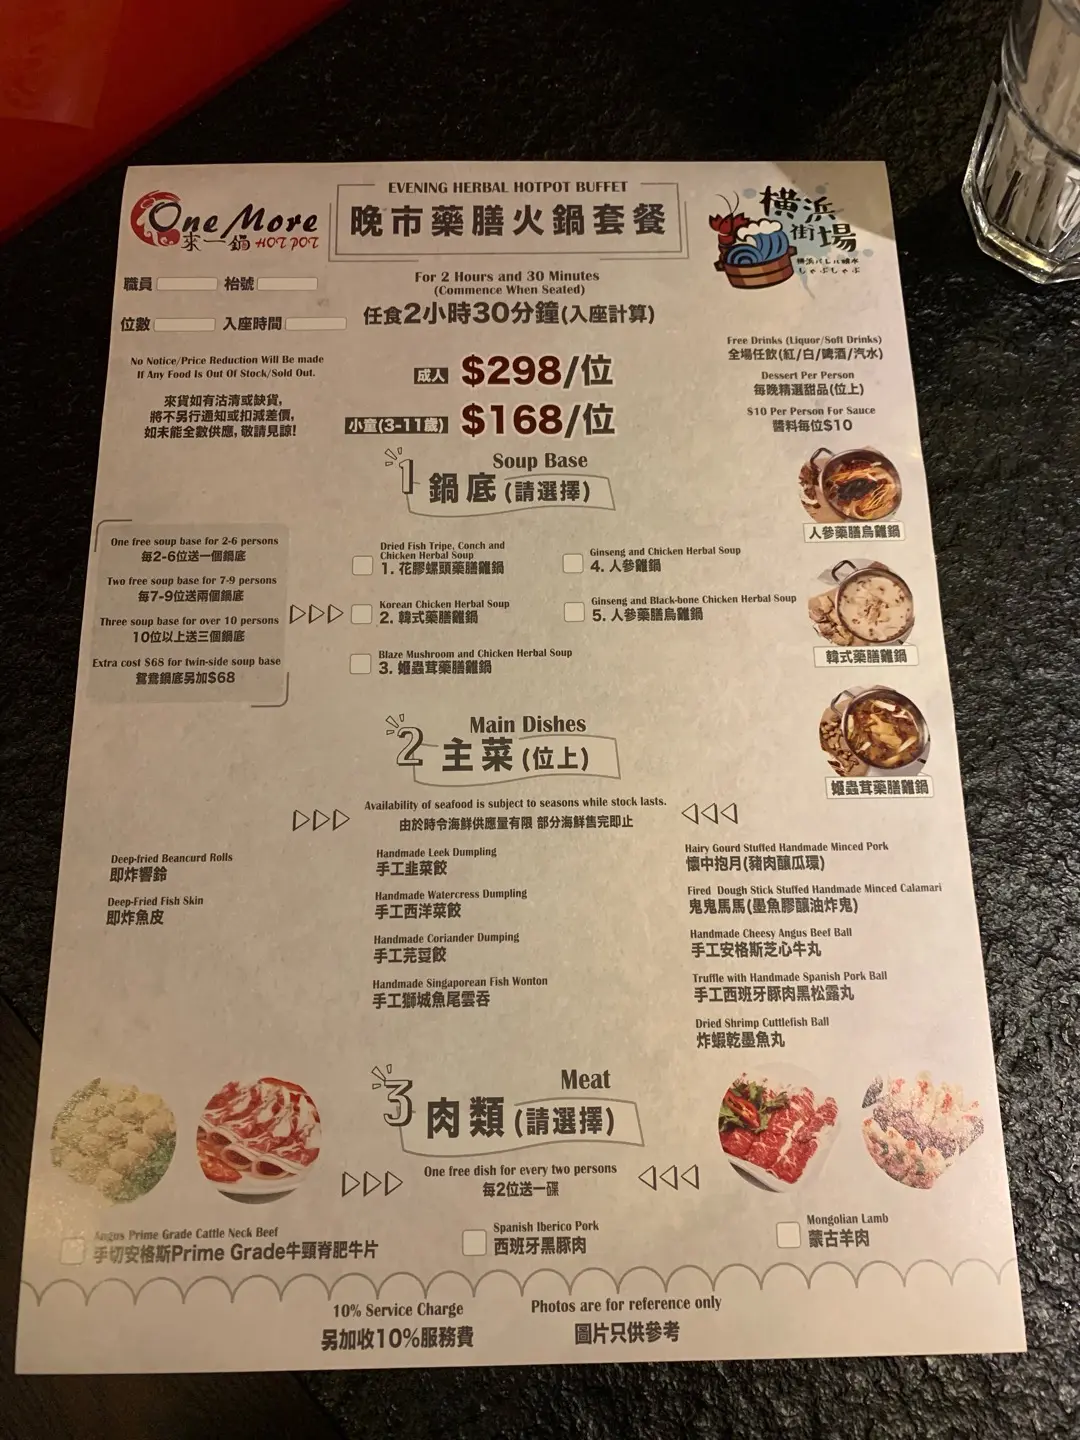 One More
來一鍋 HOT POT
EVENING HERBAL HOTPOT BUFFET
晚市藥膳火鍋套餐
橫浜
街場
しゃぶしゃぶ
職員
枱號
位數
入座時間
For 2 Hours and 30 Minutes
(Commence When Seated)
任食2小時30分鐘(入座計算)
No Notice/Price Reduction Will Be made
If Any Food Is Out Of Stock/Sold Out.
來貨如有沽清或缺貨,
將不另行通知或扣減差價,
如未能全數供應, 敬請見諒!
成人 $298/位
小童(3-11歲) $168/位
Free Drinks (Liquor/Soft Drinks)
全場任飲(紅/白/啤酒/汽水)
Dessert Per Person
每晚精選甜品(位上)
$10 Per Person For Sauce
醬料每位$10
1
Soup Base
鍋底(請選擇)
One free soup base for 2-6 persons
每2-6位送一個鍋底
Two free soup base for 7-9 persons
每7-9位送兩個鍋底
Three soup base for over 10 persons
10位以上送三個鍋底
Extra cost $68 for twin-side soup base
鴛鴦鍋底另加$68
Dried Fish Tripe, Conch and
Chicken Herbal Soup
1. 花膠螺頭藥膳雞鍋
Korean Chicken Herbal Soup
2. 韓式藥膳雞鍋
Blaze Mushroom and Chicken Herbal Soup
3. 姬蟲茸藥膳雞鍋
Ginseng and Chicken Herbal Soup
4. 人參雞鍋
Ginseng and Black-bone Chicken Herbal Soup
5. 人參藥膳烏雞鍋
人參藥膳烏雞鍋
韓式藥膳雞鍋
姬蟲茸藥膳雞鍋
2
Main Dishes
主菜(位上)
Availability of seafood is subject to seasons while stock lasts.
由於時令海鮮供應量有限 部分海鮮售完即止
Deep-fried Beancurd Rolls
即炸響鈴
Deep-Fried Fish Skin
即炸魚皮
Handmade Leek Dumpling
手工韭菜餃
Handmade Watercress Dumpling
手工西洋菜餃
Handmade Coriander Dumping
手工芫荽餃
Handmade Singaporean Fish Wonton
手工獅城魚尾雲吞
Hairy Gourd Stuffed Handmade Minced Pork
懷中抱月(豬肉釀瓜環)
Fired Dough Stick Stuffed Handmade Minced Calamari
鬼鬼馬馬(墨魚膠釀油炸鬼)
Handmade Cheesy Angus Beef Ball
手工安格斯芝心牛丸
Truffle with Handmade Spanish Pork Ball
手工西班牙豚肉黑松露丸
Dried Shrimp Cuttlefish Ball
炸蝦乾墨魚丸
3
Meat
肉類(請選擇)
One free dish for every two persons
每2位送一碟
Angus Prime Grade Cattle Neck Beef
手切安格斯Prime Grade牛頸脊肥牛片
Spanish Iberico Pork
西班牙黑豚肉
Mongolian Lamb
蒙古羊肉
10% Service Charge
另加收10%服務費
Photos are for reference only
圖片只供參考